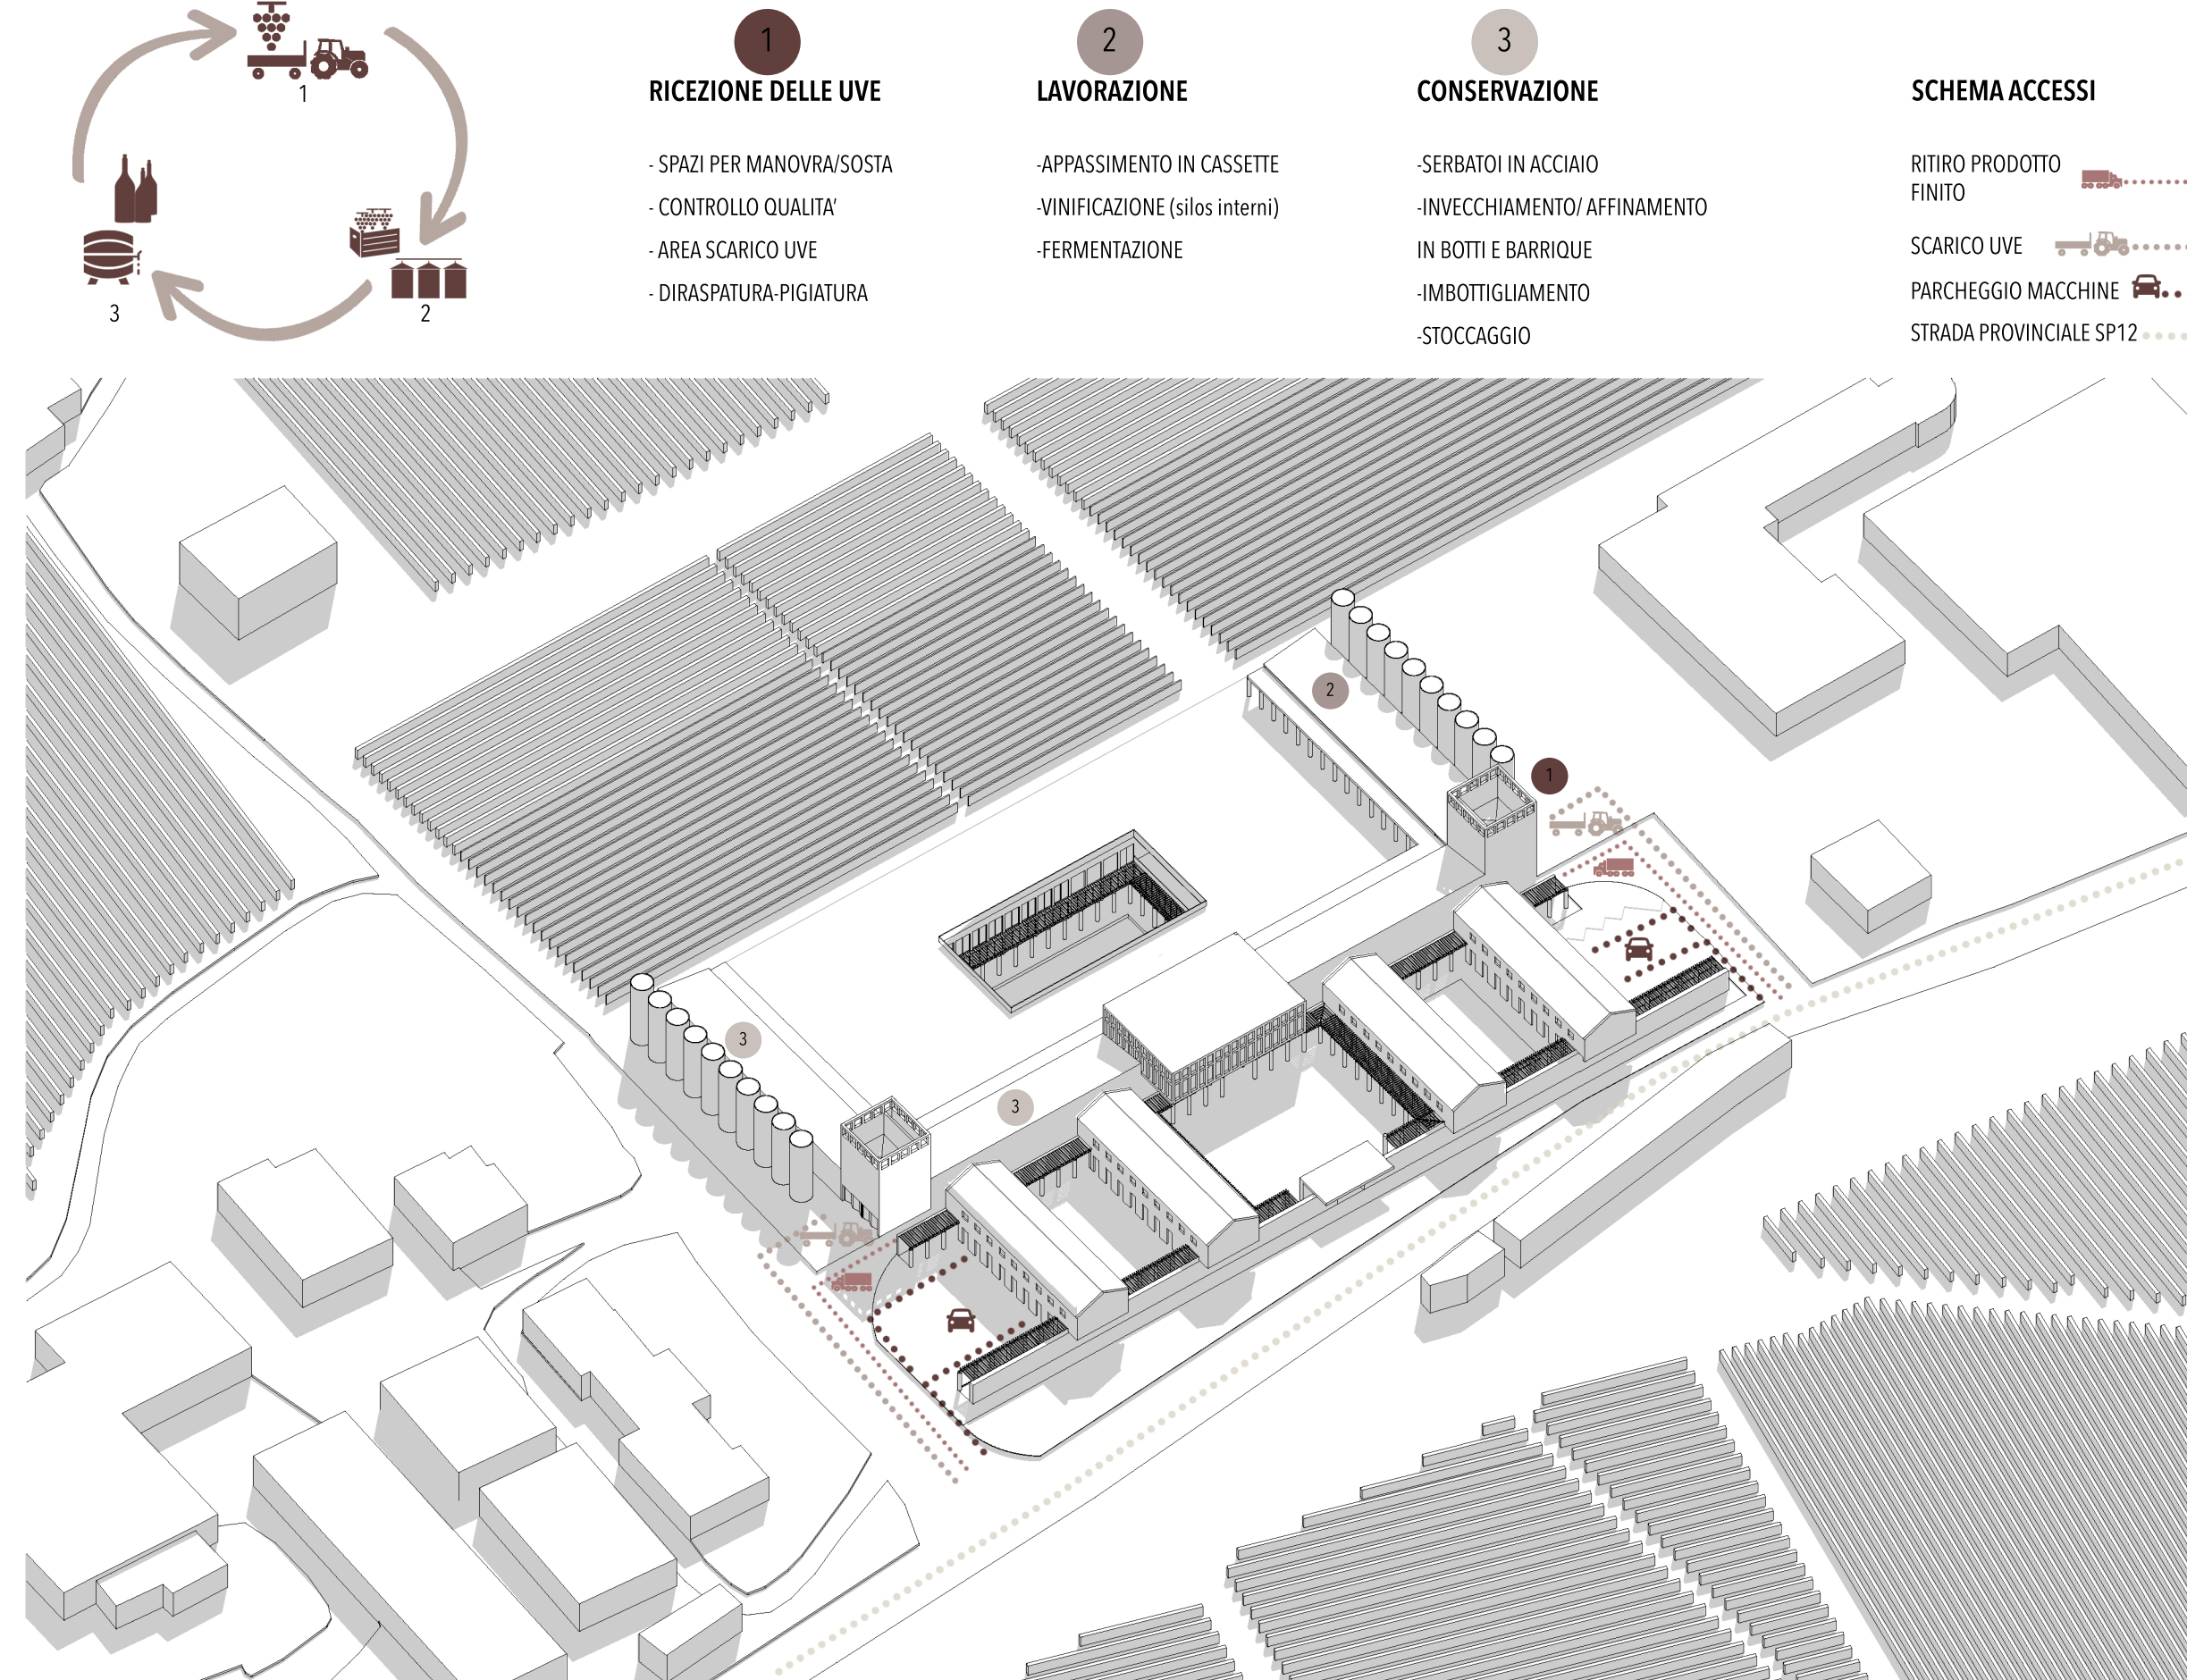 1
2
3
1
RICEZIONE DELLE UVE
- SPAZI PER MANOVRA/SOSTA
- CONTROLLO QUALITA'
- AREA SCARICO UVE
- DIRASPATURA-PIGIATURA
2
LAVORAZIONE
-APPASSIMENTO IN CASSETTE
-VINIFICAZIONE (silos interni)
-FERMENTAZIONE
3
CONSERVAZIONE
-SERBATOI IN ACCIAIO
-INVECCHIAMENTO/ AFFINAMENTO
IN BOTTI E BARRIQUE
-IMBOTTIGLIAMENTO
-STOCCAGGIO
SCHEMA ACCESSI
RITIRO PRODOTTO
FINITO
SCARICO UVE
PARCHEGGIO MACCHINE
STRADA PROVINCIALE SP12
2
1
3
3